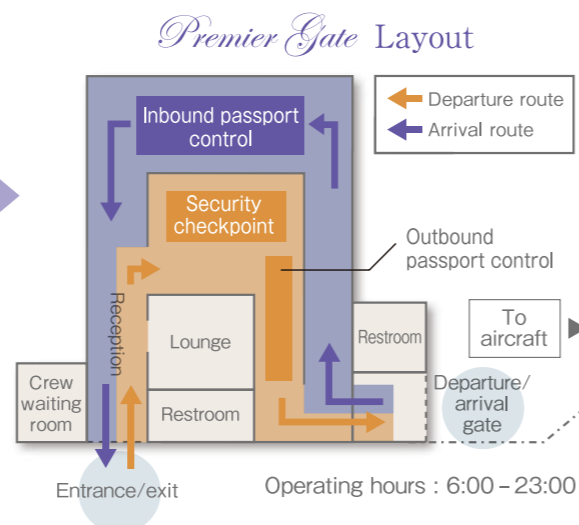 Premier Gate Layout
Departure route
Arrival route
Inbound passport
control
Security
checkpoint
Outbound
passport control
Reception
Lounge
Restroom
To
aircraft
Crew
waiting
room
Restroom
Departure/
arrival
gate
Entrance/exit
Operating hours : 6:00 – 23:00